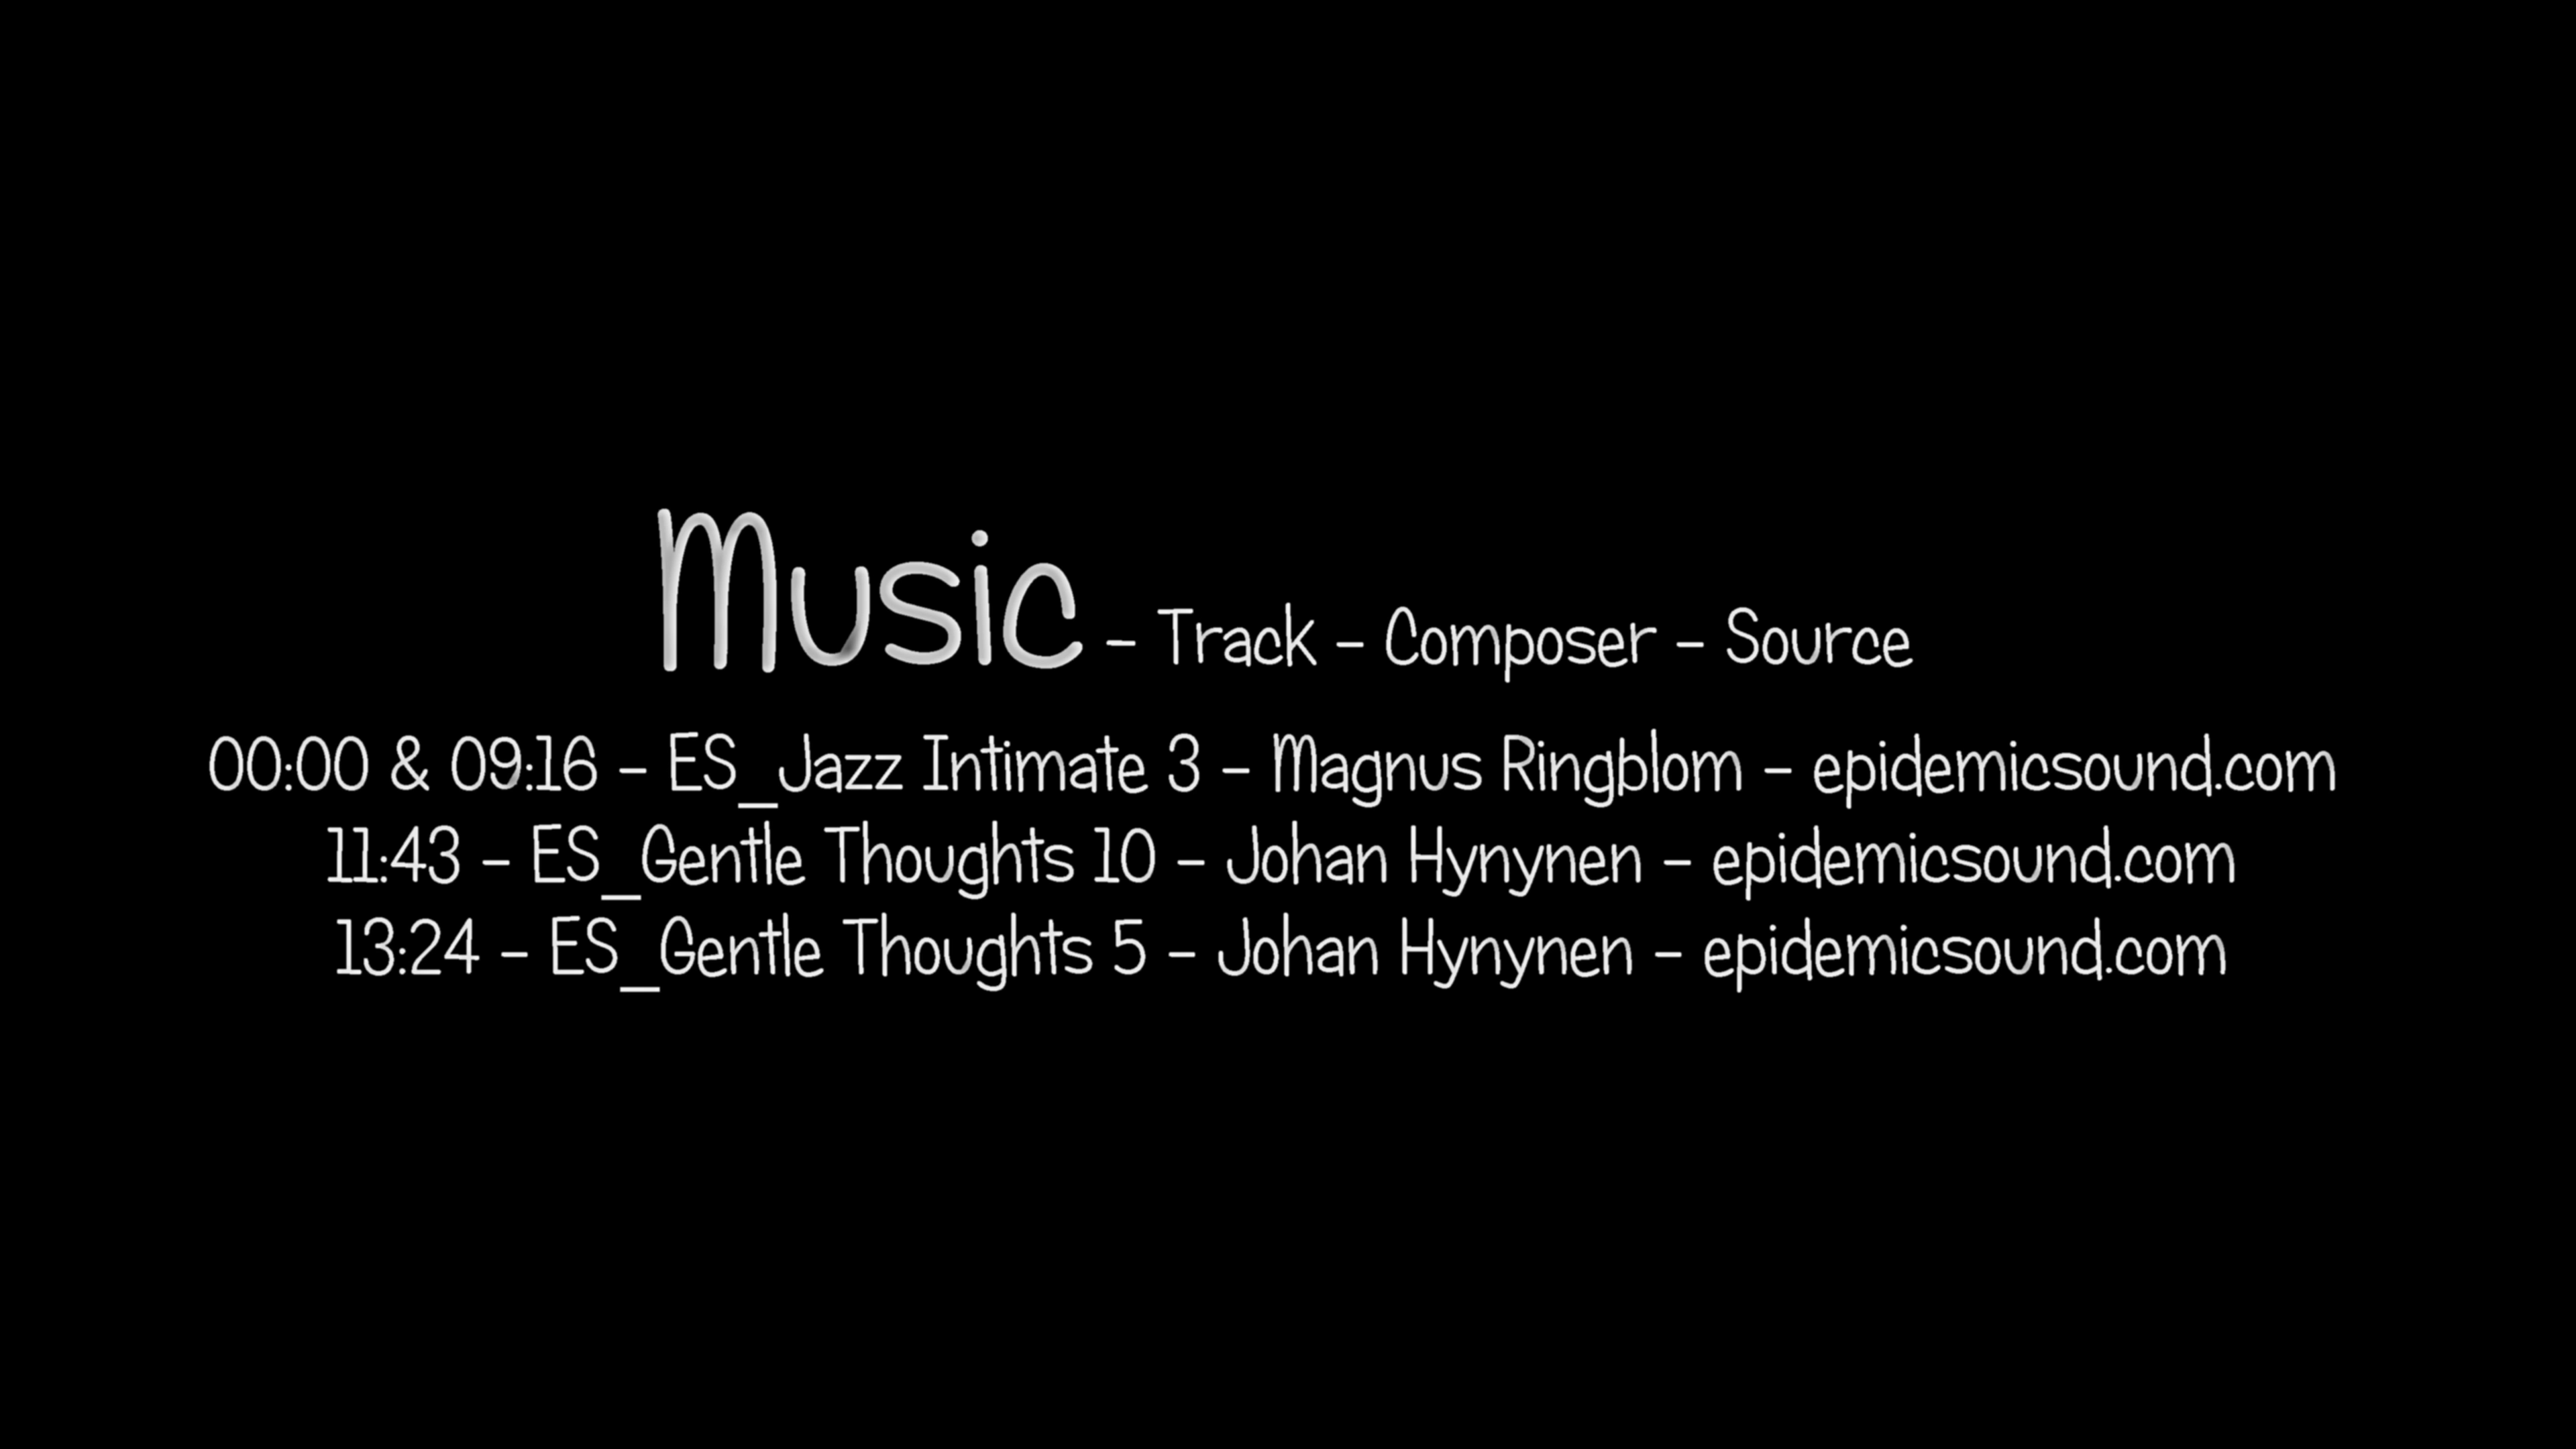 Music - Track - Composer - Source
00:00 & 09:16 - ES_Jazz Intimate 3 - Magnus Ringblom - epidemicsound.com
11:43 - ES_Gentle Thoughts 10 - Johan Hynynen - epidemicsound.com
13:24 - ES_Gentle Thoughts 5 - Johan Hynynen - epidemicsound.com